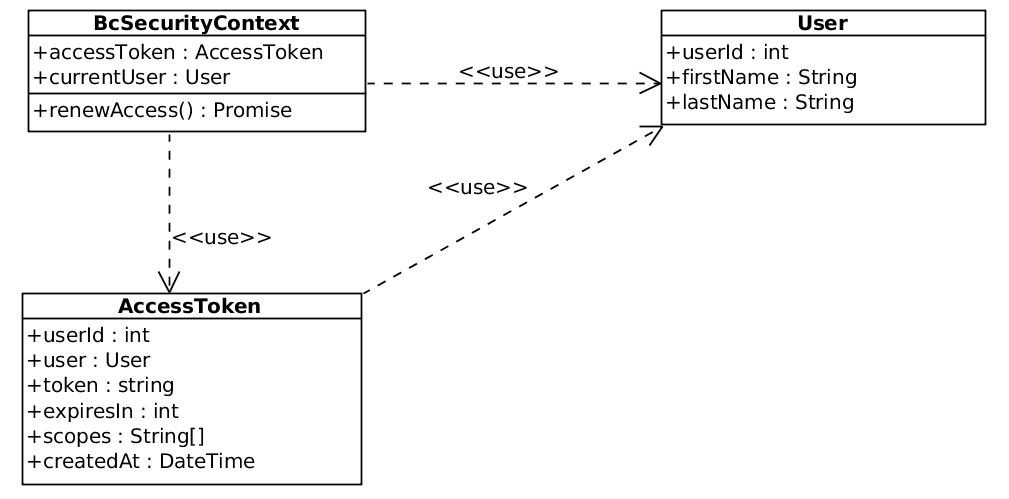 BcSecurityContext
+accessToken : AccessToken
+currentUser : User
+renewAccess() : Promise
<<use>>
User
+userId : int
+firstName : String
+lastName : String
<<use>>
<<use>>
AccessToken
+userId : int
+user : User
+token : string
+expiresIn : int
+scopes : String[]
+createdAt : DateTime